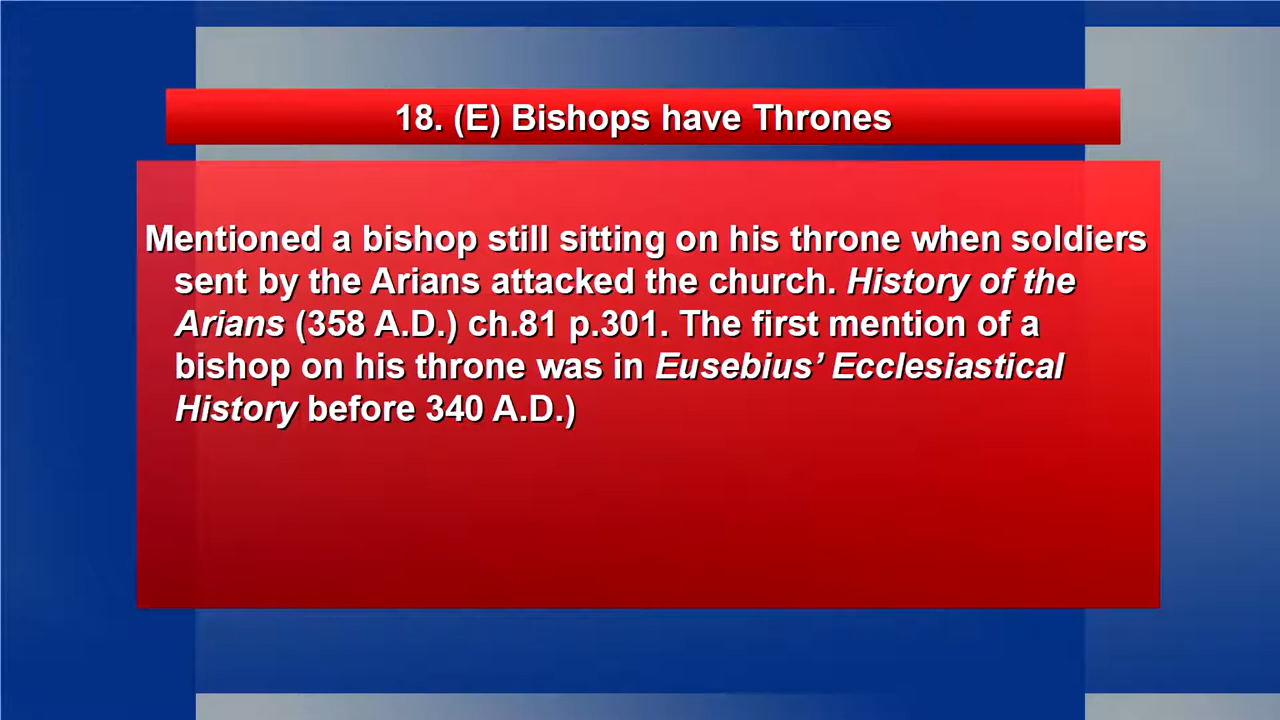 18. (E) Bishops have Thrones
Mentioned a bishop still sitting on his throne when soldiers
sent by the Arians attacked the church. History of the
Arians (358 A.D.) ch.81 p.301. The first mention of a
bishop on his throne was in Eusebius’ Ecclesiastical
History before 340 A.D.)